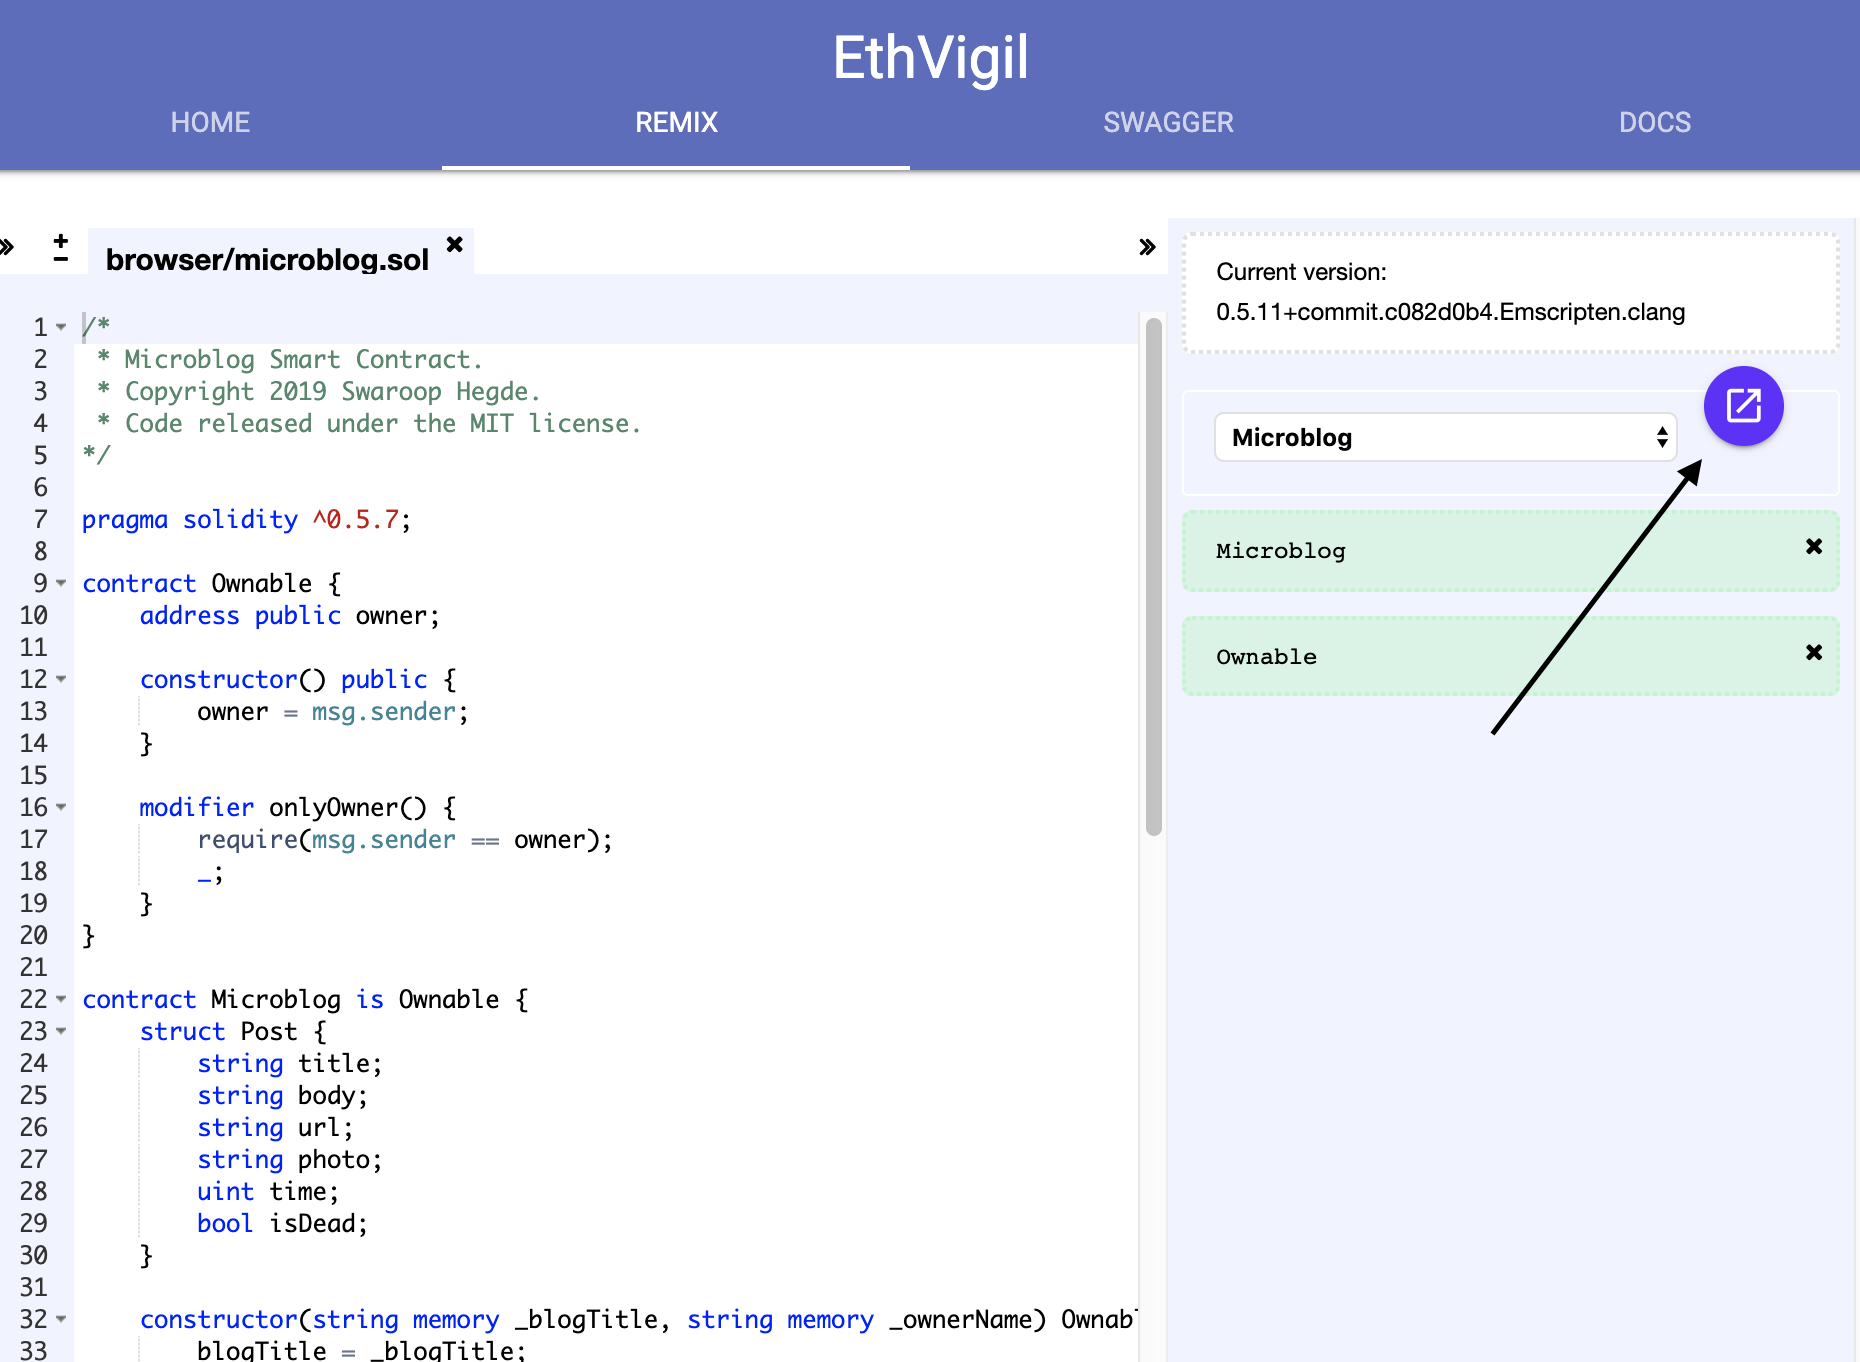 EthVigil
HOME REMIX SWAGGER DOCS
browser/microblog.sol
1 /*
2 * Microblog Smart Contract.
3 * Copyright 2019 Swaroop Hegde.
4 * Code released under the MIT license.
5 */
6
7 pragma solidity ^0.5.7;
8
9 contract Ownable {
10 address public owner;
11
12 constructor() public {
13 owner = msg.sender;
14 }
15
16 modifier onlyOwner() {
17 require(msg.sender == owner);
18 _;
19 }
20 }
21
22 contract Microblog is Ownable {
23 struct Post {
24 string title;
25 string body;
26 string url;
27 string photo;
28 uint time;
29 bool isDead;
30 }
31
32 constructor(string memory _blogTitle, string memory _ownerName) Ownab
33 blogTitle = _blogTitle;
Current version:
0.5.11+commit.c082d0b4.Emscripten.clang
Microblog
Microblog
Ownable